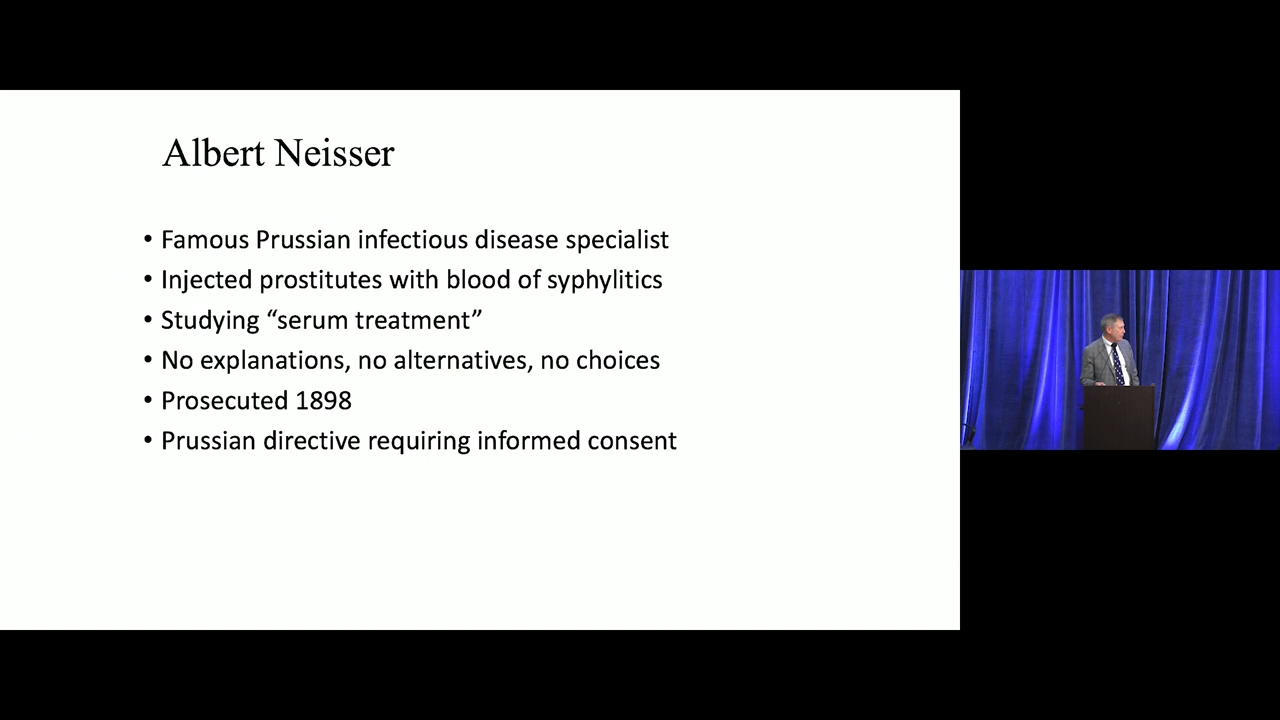 Albert Neisser
• Famous Prussian infectious disease specialist
• Injected prostitutes with blood of syphylitics
• Studying “serum treatment”
• No explanations, no alternatives, no choices
• Prosecuted 1898
• Prussian directive requiring informed consent